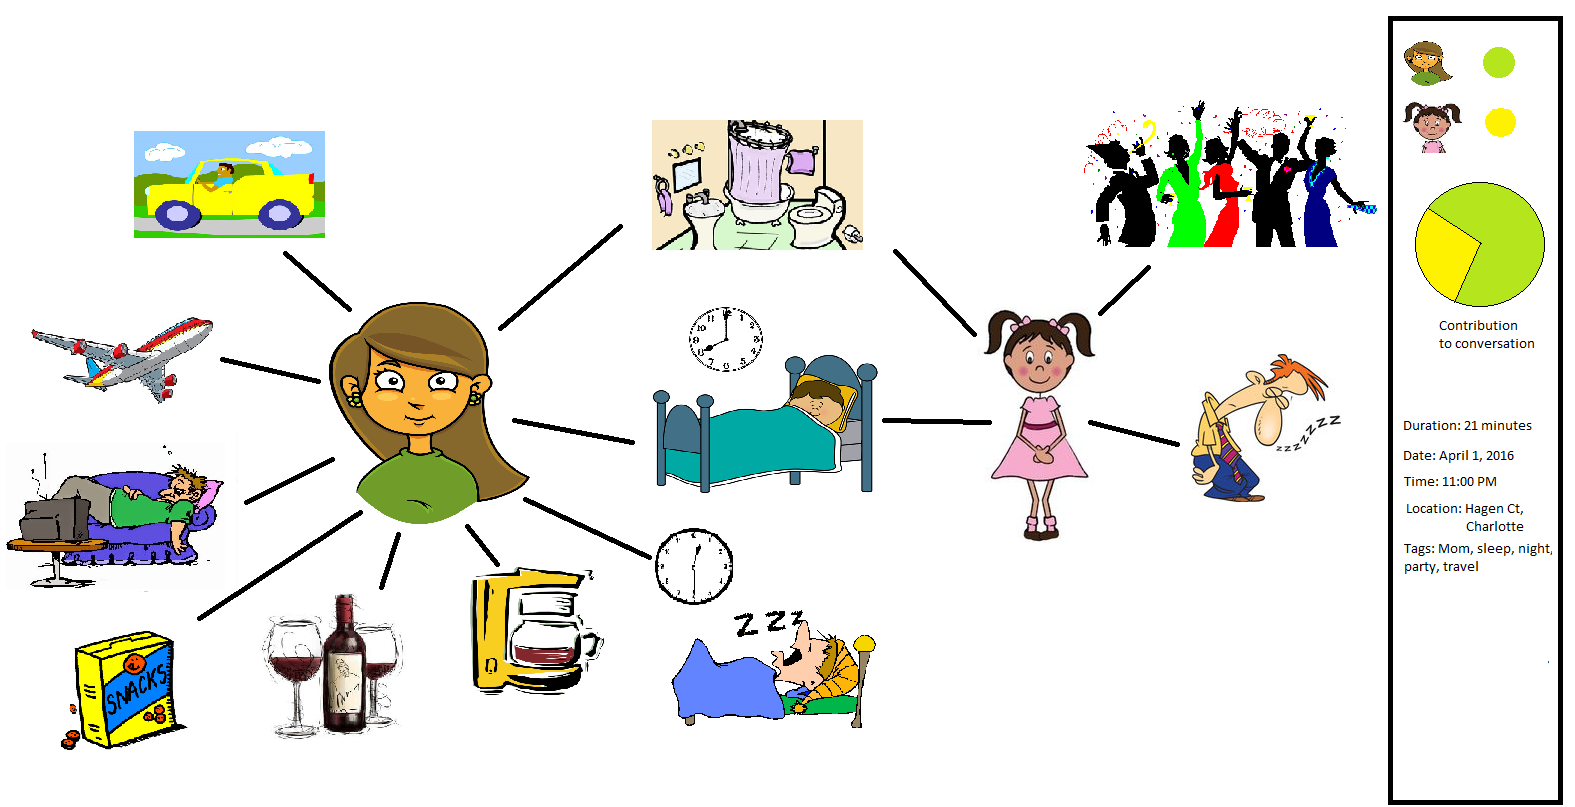 SNACKS
Z Z Z
z z z z z z z
Contribution
to conversation
Duration: 21 minutes
Date: April 1, 2016
Time: 11:00 PM
Location: Hagen Ct,
Charlotte
Tags: Mom, sleep, night,
party, travel